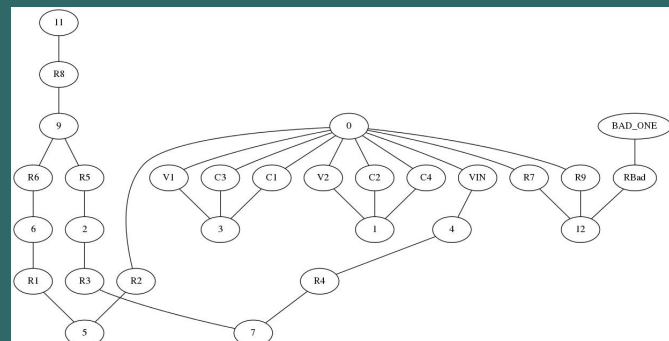 11
R8
9 0 BAD_ONE
R6 R5 V1 C3 C1 V2 C2 C4 VIN R7 R9 RBad
6 2 3 1 4 12
R1 R3 R2 R4
5 7